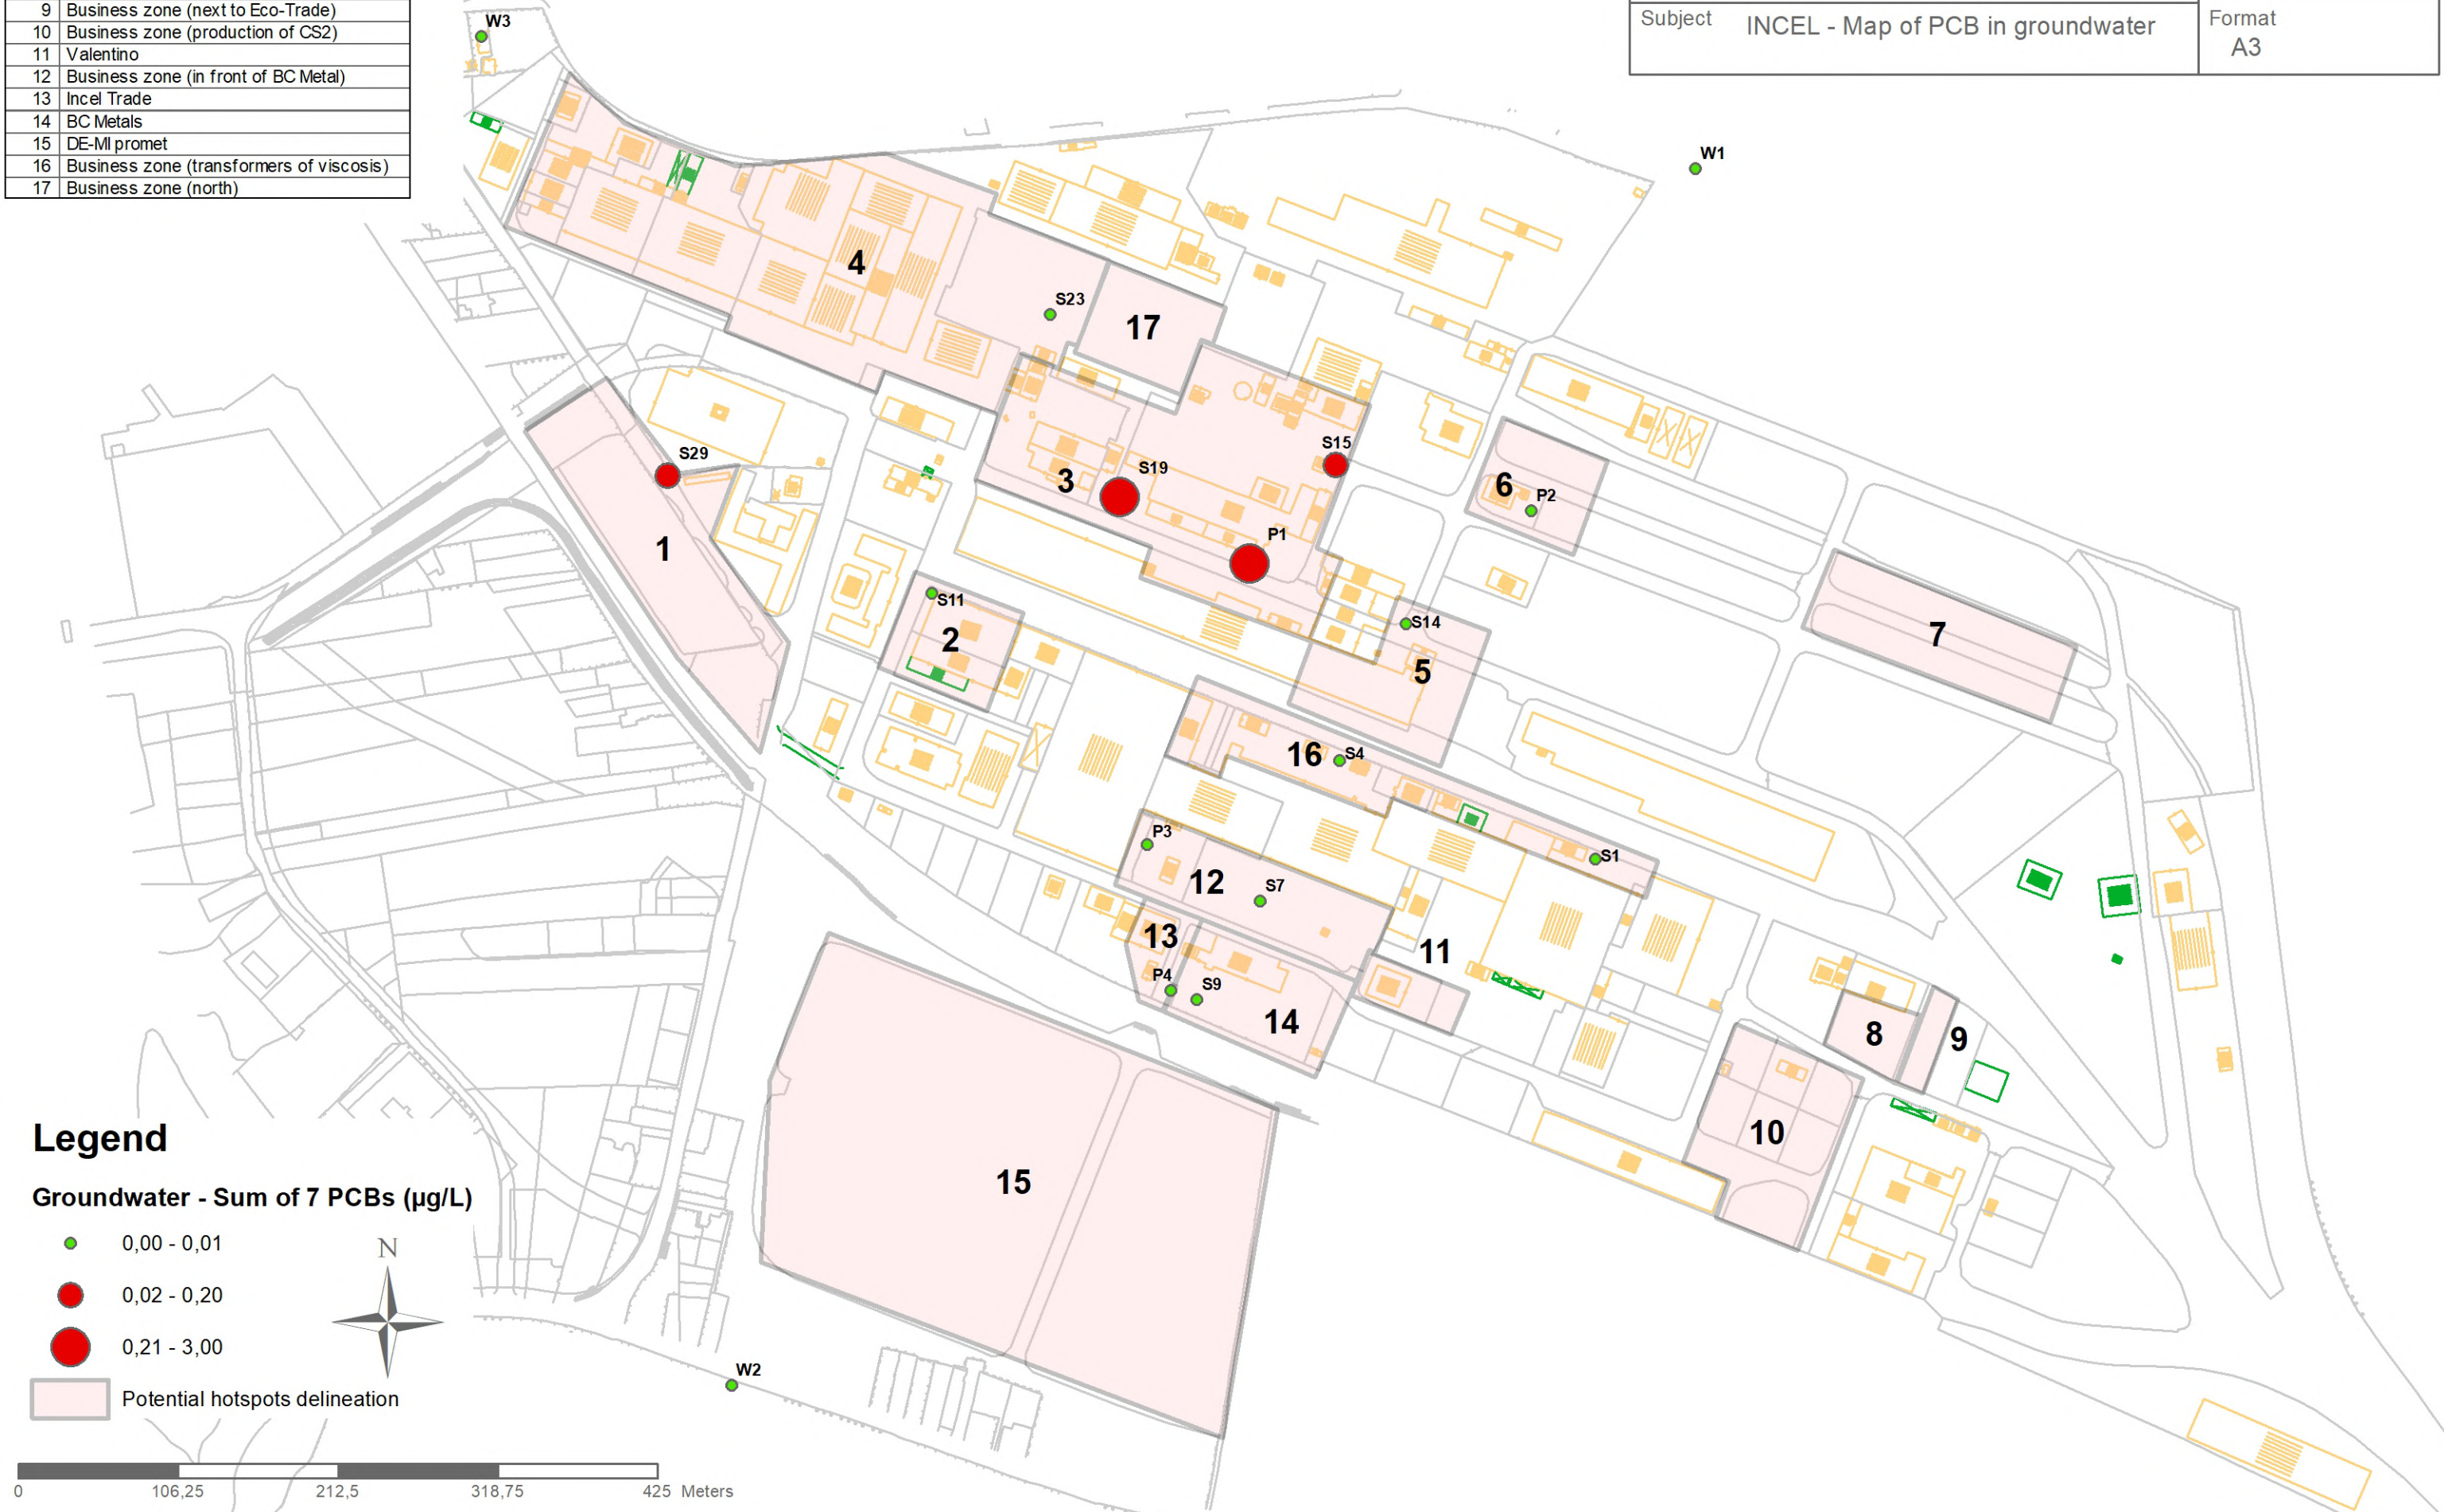 9 Business zone (next to Eco-Trade)
10 Business zone (production of CS2)
11 Valentino
12 Business zone (in front of BC Metal)
13 Incel Trade
14 BC Metals
15 DE-MI promet
16 Business zone (transformers of viscosis)
17 Business zone (north)
Subject INCEL - Map of PCB in groundwater
Format
A3
W3
W1
4
S23
17
S29
S15
S19
3
6
P2
P1
1
S11
2
S14
5
7
16
S4
P3
S1
12
S7
13
11
P4
S9
14
8
9
10
15
W2
Legend
Groundwater - Sum of 7 PCBs (µg/L)
0,00 - 0,01
0,02 - 0,20
0,21 - 3,00
Potential hotspots delineation
N
0 106,25 212,5 318,75 425 Meters